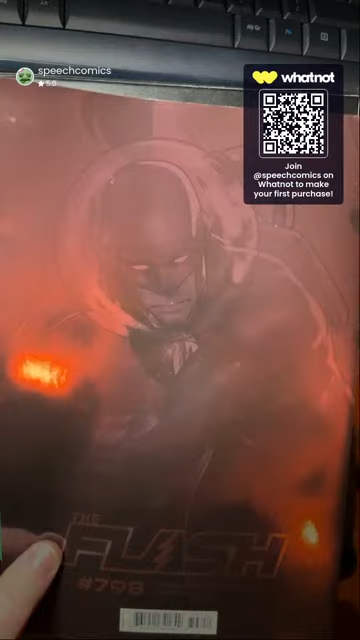 speechcomics
★5.0
whatnot
Join
@speechcomics on
Whatnot to make
your first purchase!
THE
FLASH
#798